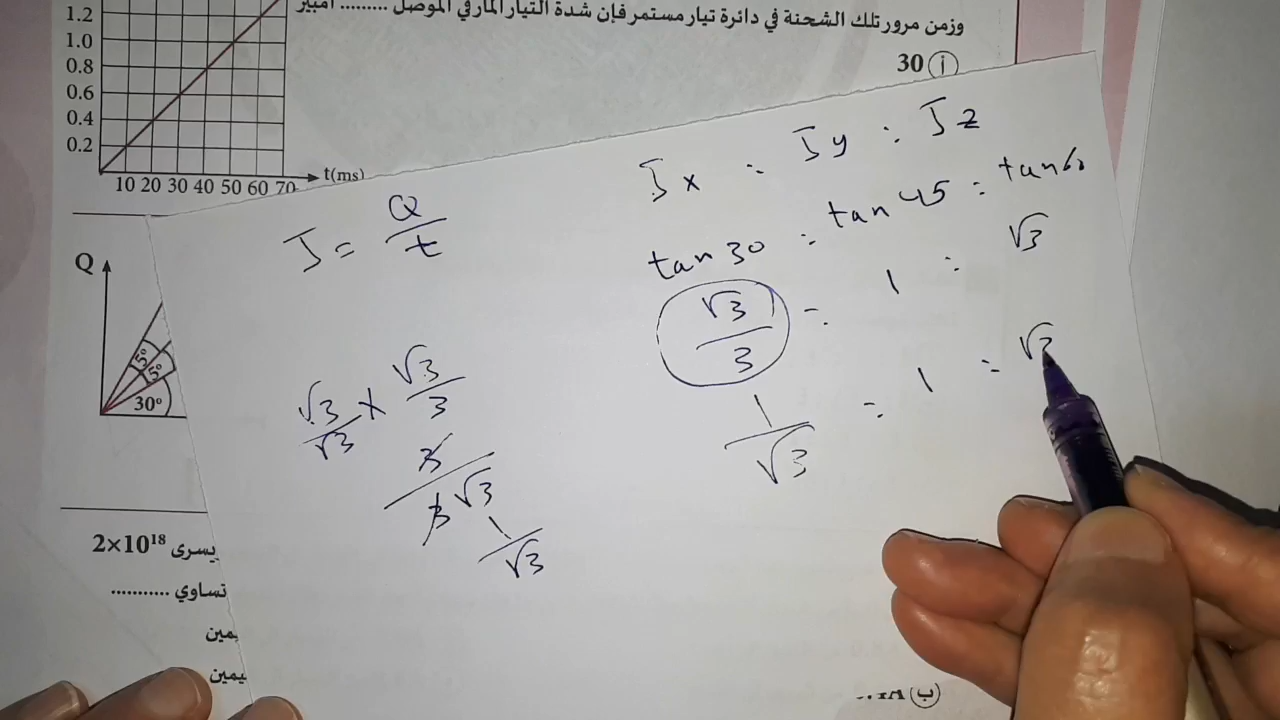 وزمن مرور تلك الشحنة في دائرة تيار مستمر فإن شدة التيار المار في الموصل ......... أمبير
أ 30
1.2
1.0
0.8
0.6
0.4
0.2
10 20 30 40 50 60 70 t(ms)
Q
5° 5° 30°
I = Q/t
√3/√3 × √3/3
3/3√3
1/√3
Ix : Iy : Iz
tan 30 : tan 45 : tan 60
√3/3 : 1 : √3
1/√3 : 1 : √3
2×10¹⁸ يسرى
تساوي ...........
يمين
ليمين
ب